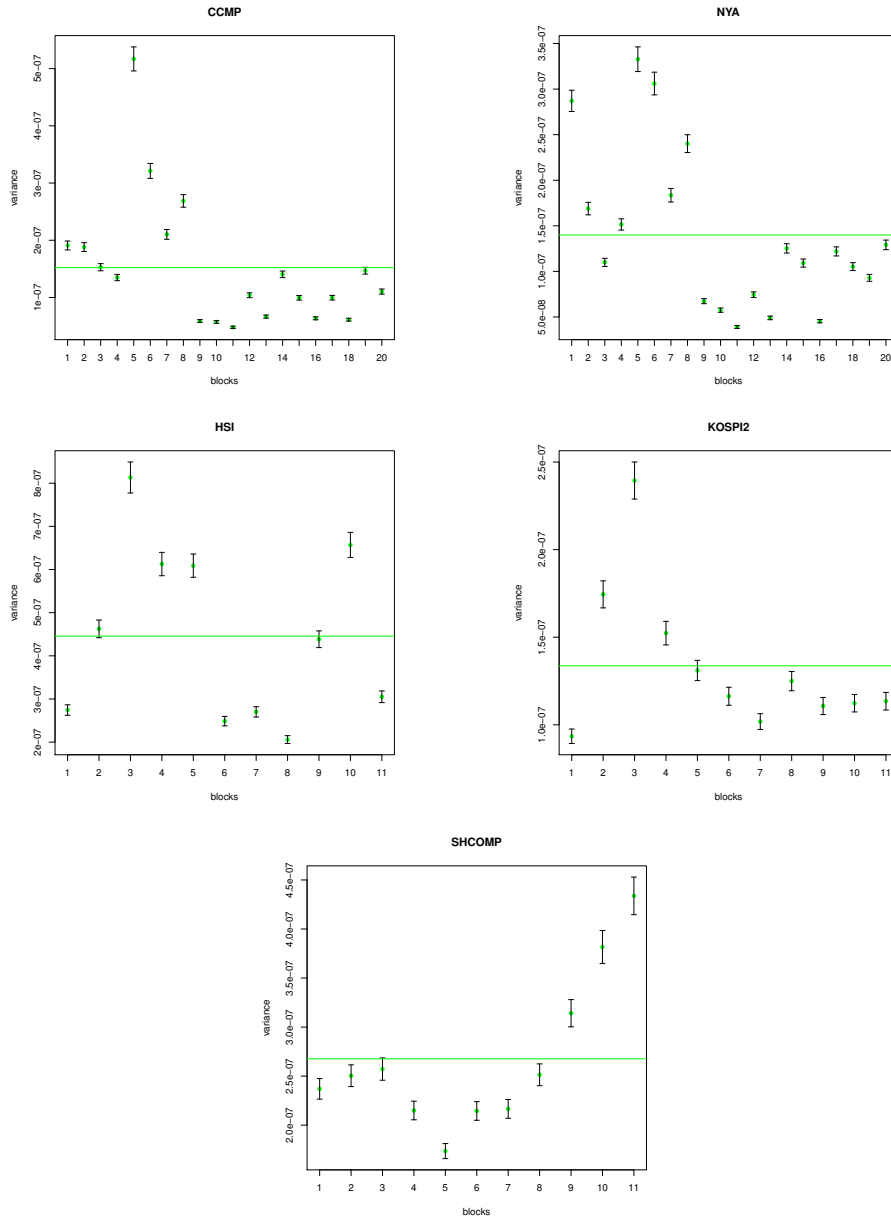 CCMP
variance
5e−07
4e−07
3e−07
2e−07
1e−07
1 2 3 4 5 6 7 8 9 10 12 14 16 18 20
blocks
NYA
variance
3.5e−07
3.0e−07
2.5e−07
2.0e−07
1.5e−07
1.0e−07
5.0e−08
1 2 3 4 5 6 7 8 9 10 12 14 16 18 20
blocks
HSI
variance
8e−07
7e−07
6e−07
5e−07
4e−07
3e−07
2e−07
1 2 3 4 5 6 7 8 9 10 11
blocks
KOSPI2
variance
2.5e−07
2.0e−07
1.5e−07
1.0e−07
1 2 3 4 5 6 7 8 9 10 11
blocks
SHCOMP
variance
4.5e−07
4.0e−07
3.5e−07
3.0e−07
2.5e−07
2.0e−07
1 2 3 4 5 6 7 8 9 10 11
blocks